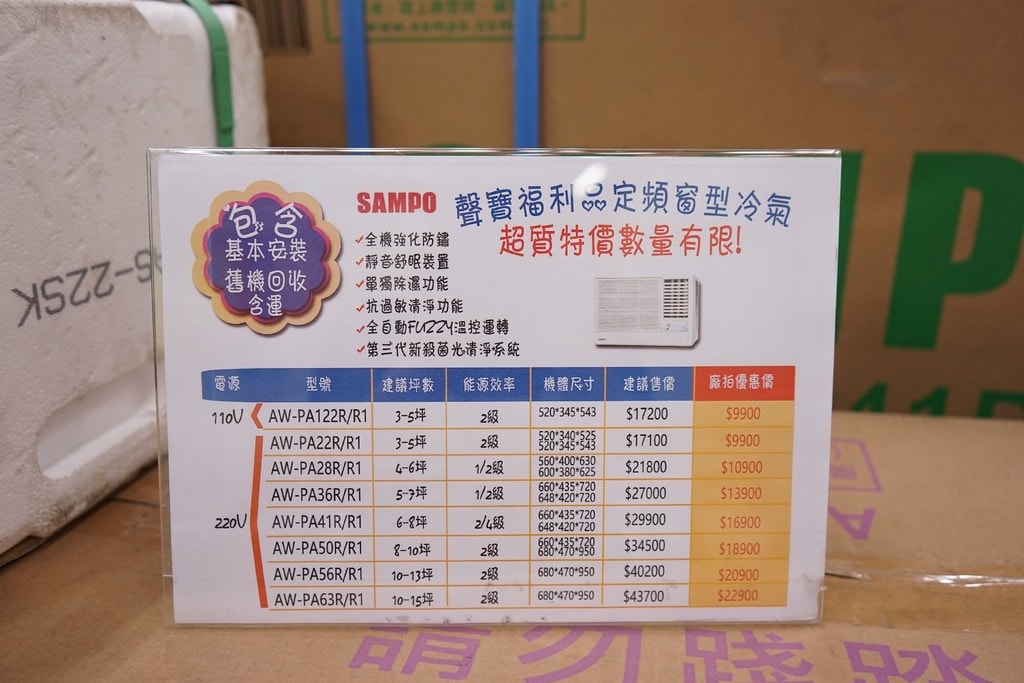 www.sampo.com
AS-22SK
P
包含
基本安裝
舊機回收
含運
SAMPO 聲寶福利品定頻窗型冷氣
超質特價數量有限!
全機強化防鏽
靜音舒眠裝置
單獨除濕功能
抗過敏清淨功能
全自動FUZZY溫控運轉
第三代新殺菌光清淨系統
電源 型號 建議坪數 能源效率 機體尺寸 建議售價 廠拍優惠價
110V AW-PA122R/R1 3-5坪 2級 520*345*543 $17200 $9900
220V
AW-PA22R/R1 3-5坪 2級 520*340*525 520*345*543 $17100 $9900
AW-PA28R/R1 4-6坪 1/2級 560*400*630 600*380*625 $21800 $10900
AW-PA36R/R1 5-7坪 1/2級 660*435*720 648*420*720 $27000 $13900
AW-PA41R/R1 6-8坪 2/4級 660*435*720 648*420*720 $29900 $16900
AW-PA50R/R1 8-10坪 2級 660*435*720 680*470*950 $34500 $18900
AW-PA56R/R1 10-13坪 2級 680*470*950 $40200 $20900
AW-PA63R/R1 10-15坪 2級 680*470*950 $43700 $22900
請勿踐踏